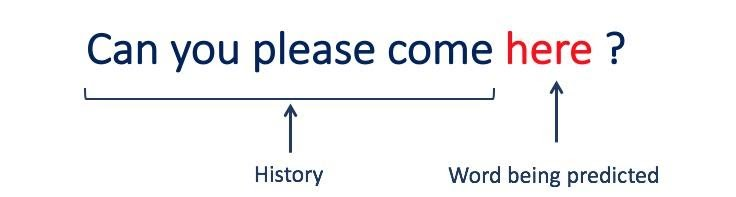 Can you please come here ?
History
Word being predicted